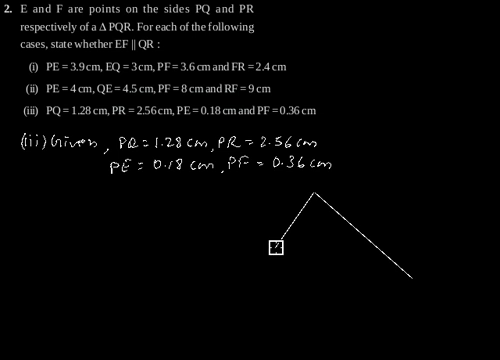 2. E and F are points on the sides PQ and PR
respectively of a Δ PQR. For each of the following
cases, state whether EF || QR :
(i) PE = 3.9 cm, EQ = 3 cm, PF = 3.6 cm and FR = 2.4 cm
(ii) PE = 4 cm, QE = 4.5 cm, PF = 8 cm and RF = 9 cm
(iii) PQ = 1.28 cm, PR = 2.56 cm, PE = 0.18 cm and PF = 0.36 cm
(iii) Given, PQ = 1.28 cm, PR = 2.56 cm
PE = 0.18 cm, PF = 0.36 cm